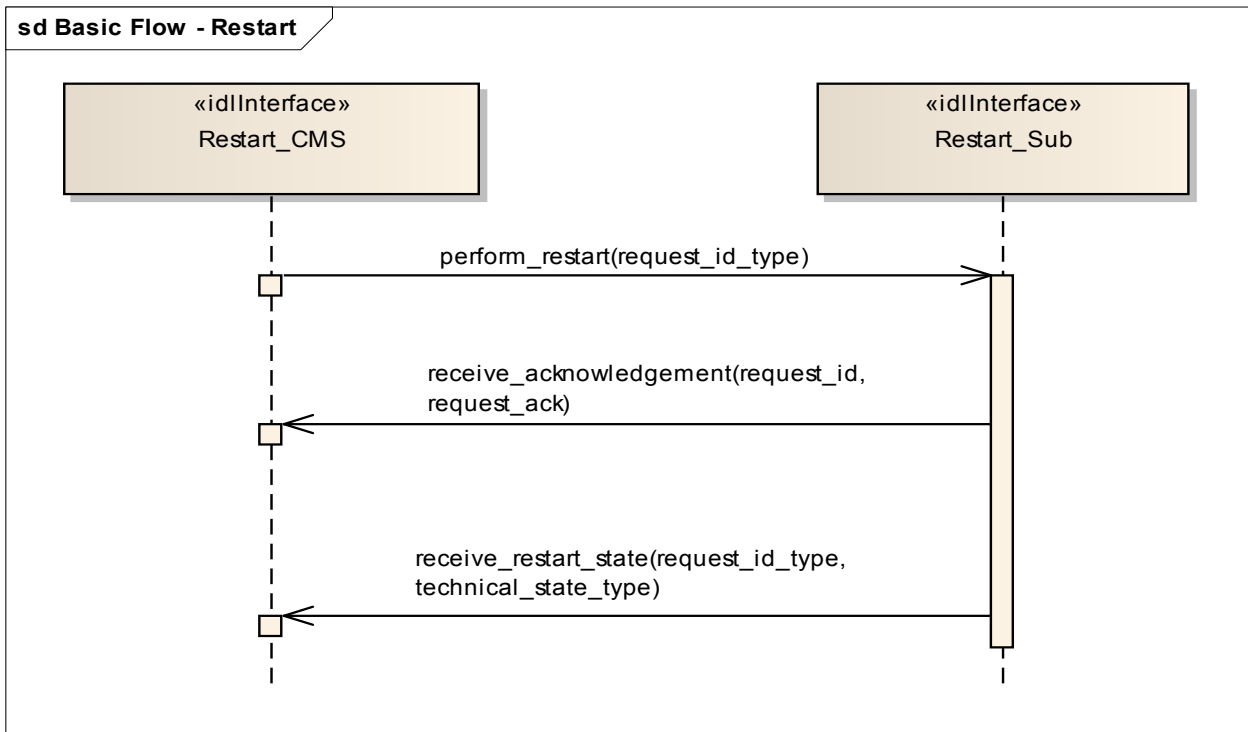 sd Basic Flow - Restart
«idlInterface»
Restart_CMS
«idlInterface»
Restart_Sub
perform_restart(request_id_type)
receive_acknowledgement(request_id,
request_ack)
receive_restart_state(request_id_type,
technical_state_type)